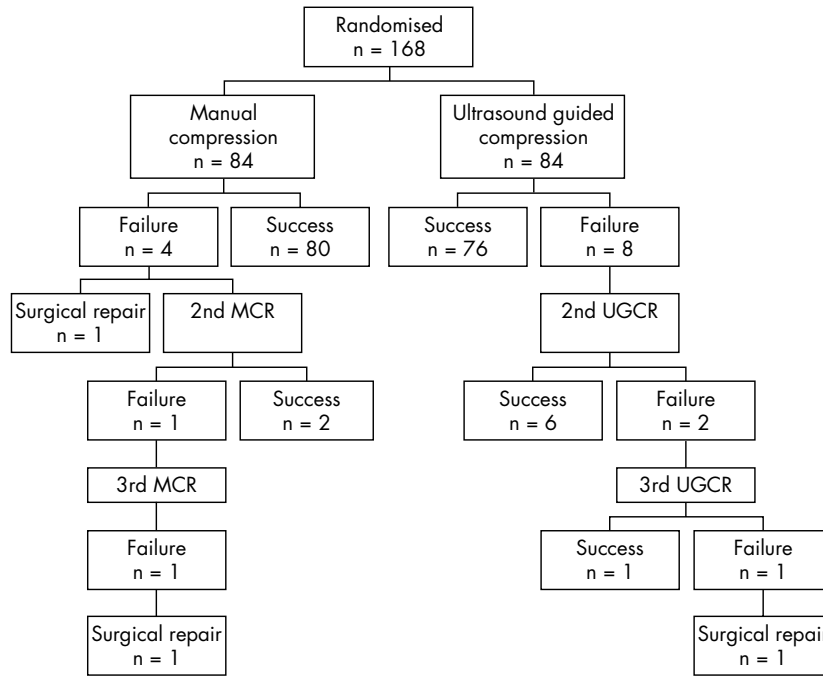 Randomised
n = 168
Manual
compression
n = 84
Ultrasound guided
compression
n = 84
Failure
n = 4
Success
n = 80
Success
n = 76
Failure
n = 8
Surgical repair
n = 1
2nd MCR
2nd UGCR
Failure
n = 1
Success
n = 2
Success
n = 6
Failure
n = 2
3rd MCR
3rd UGCR
Failure
n = 1
Success
n = 1
Failure
n = 1
Surgical repair
n = 1
Surgical repair
n = 1